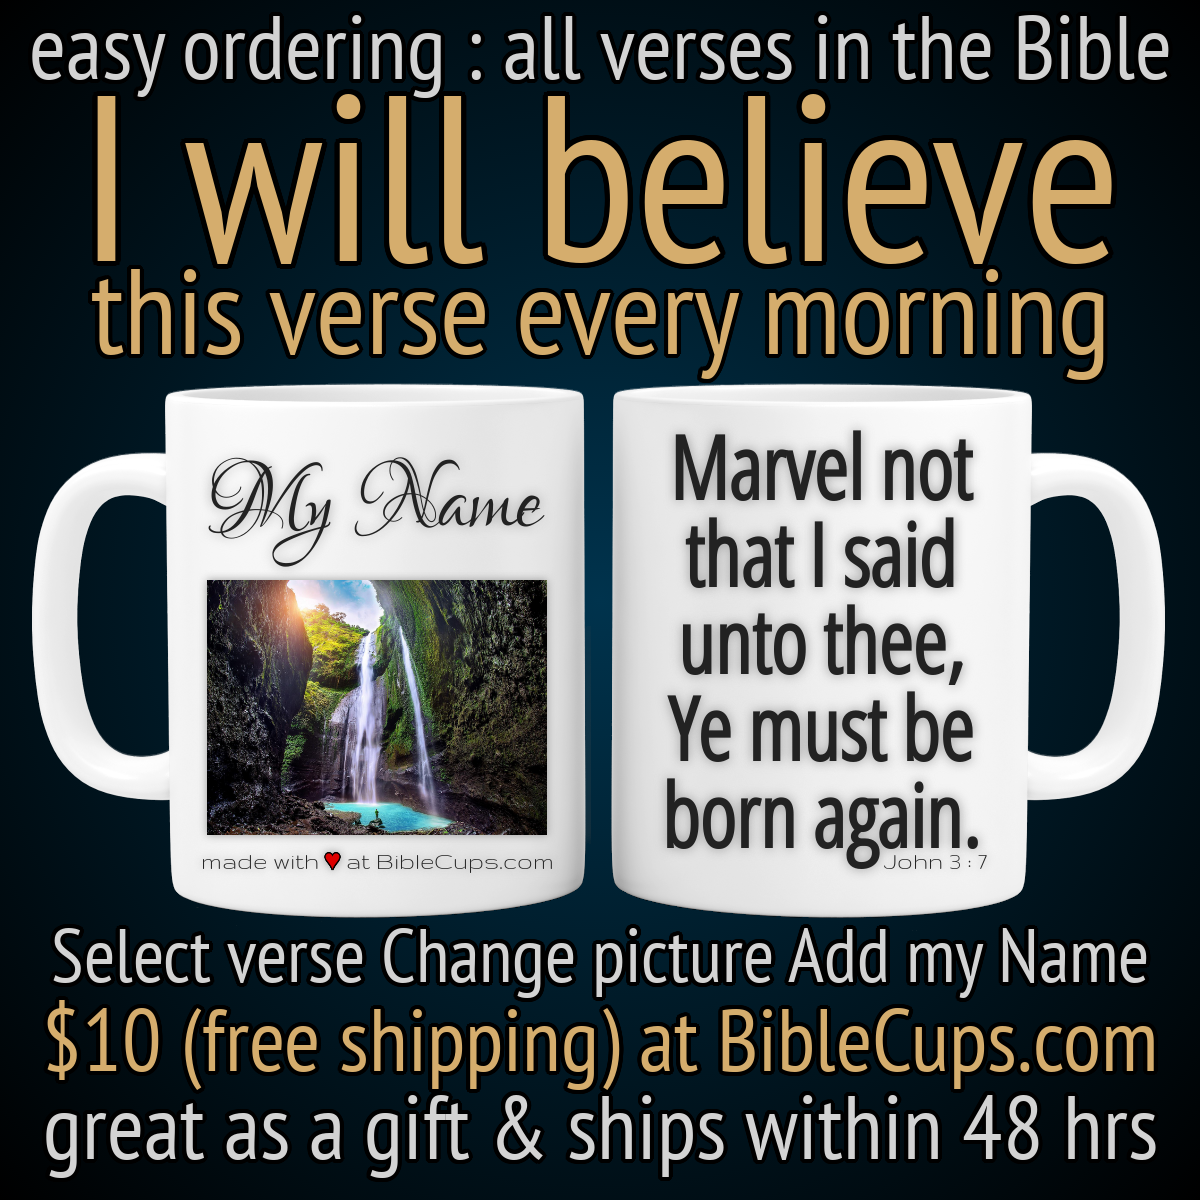 easy ordering : all verses in the Bible
I will believe
this verse every morning
My Name
made with ♥ at BibleCups.com
Marvel not
that I said
unto thee,
Ye must be
born again.
John 3:7
Select verse Change picture Add my Name
$10 (free shipping) at BibleCups.com
great as a gift & ships within 48 hrs